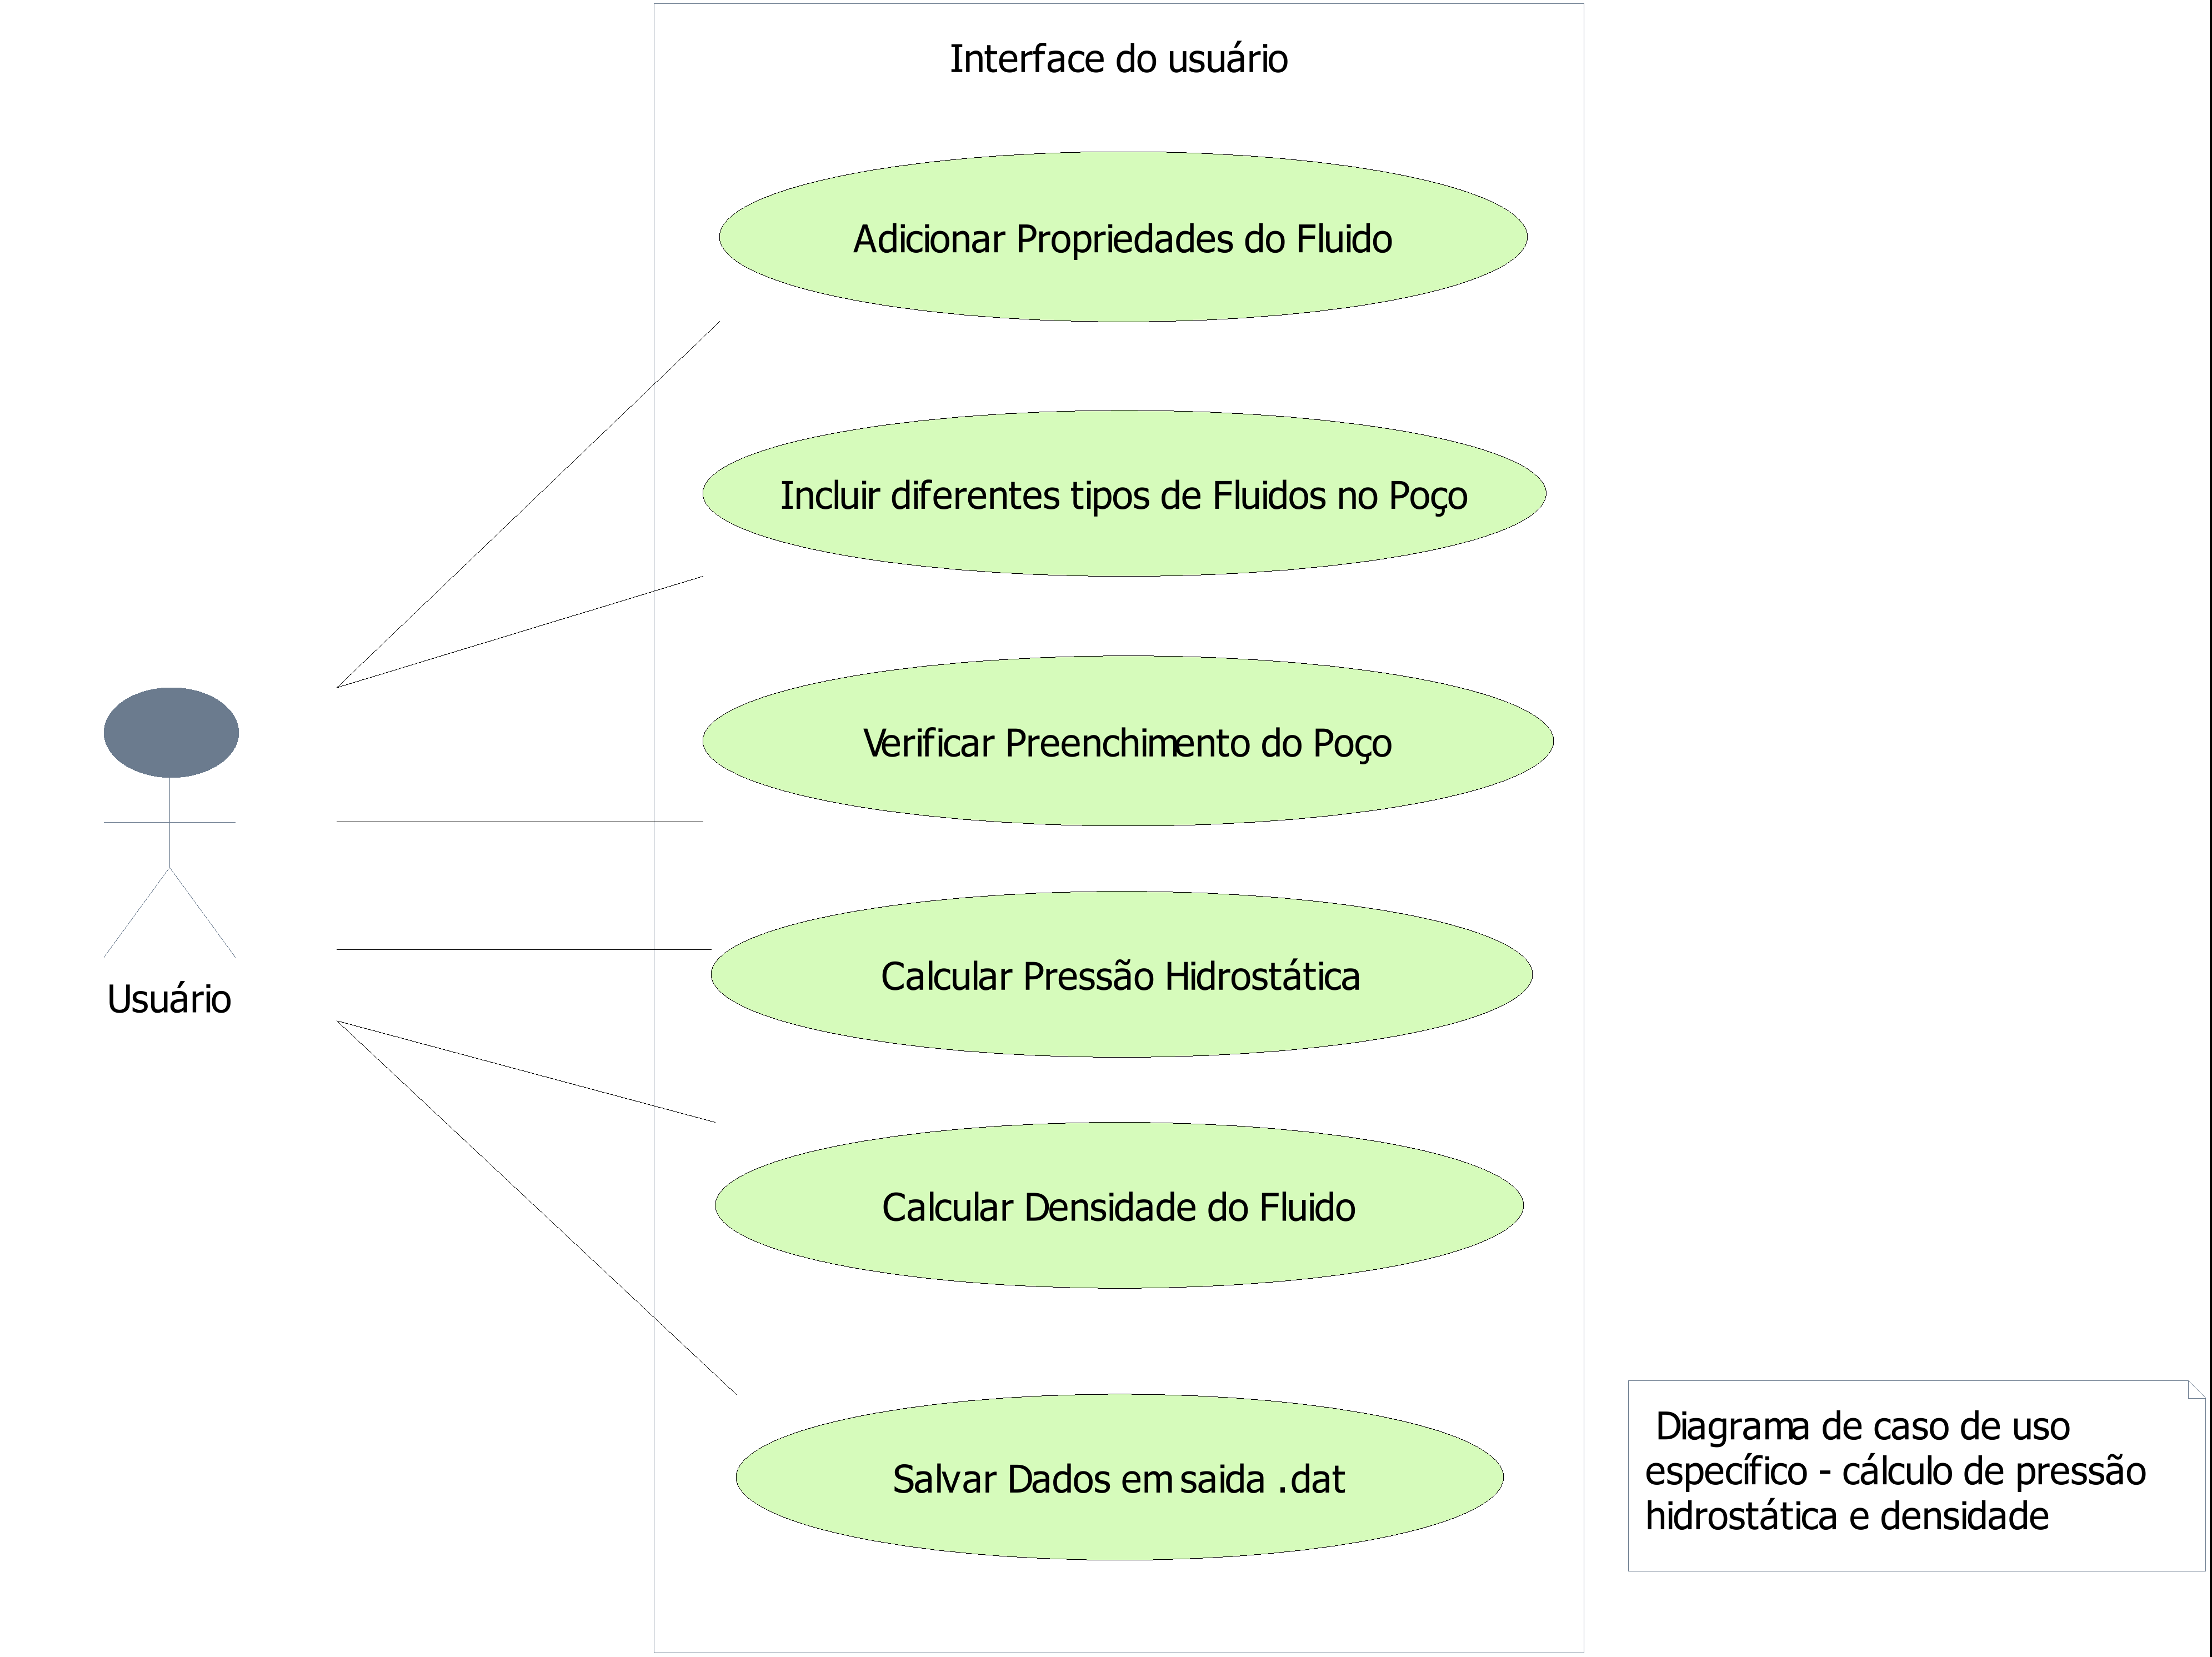 Interface do usuário
Adicionar Propriedades do Fluido
Incluir diferentes tipos de Fluidos no Poço
Verificar Preenchimento do Poço
Calcular Pressão Hidrostática
Usuário
Calcular Densidade do Fluido
Salvar Dados em saida .dat
Diagrama de caso de uso
específico - cálculo de pressão
hidrostática e densidade